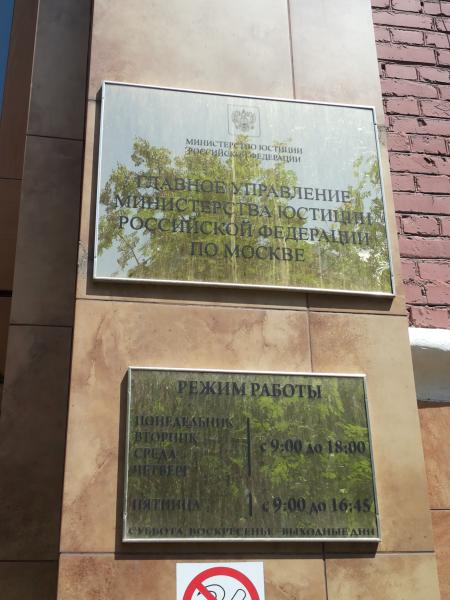 МИНИСТЕРСТВО ЮСТИЦИИ
РОССИЙСКОЙ ФЕДЕРАЦИИ
ГЛАВНОЕ УПРАВЛЕНИЕ
МИНИСТЕРСТВА ЮСТИЦИИ
РОССИЙСКОЙ ФЕДЕРАЦИИ
ПО МОСКВЕ
РЕЖИМ РАБОТЫ
ПОНЕДЕЛЬНИК
ВТОРНИК
СРЕДА
ЧЕТВЕРГ
с 9:00 до 18:00
ПЯТНИЦА с 9:00 до 16:45
СУББОТА, ВОСКРЕСЕНЬЕ - ВЫХОДНЫЕ ДНИ